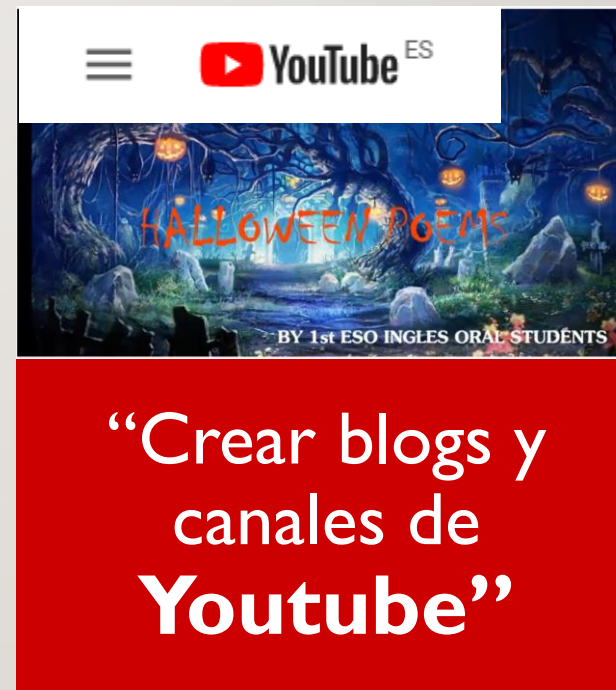 YouTube ES
HALLOWEEN POEMS
BY 1st ESO INGLES ORAL STUDENTS
“Crear blogs y
canales de
Youtube”